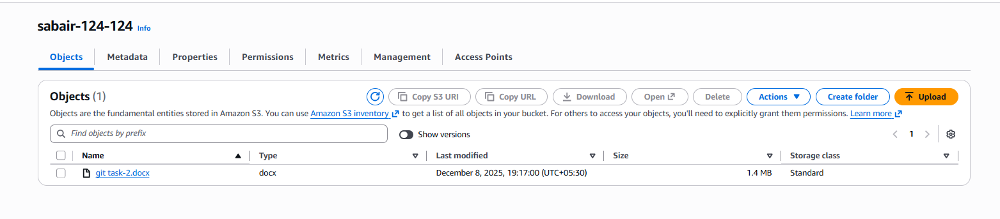 sabair-124-124 Info
Objects Metadata Properties Permissions Metrics Management Access Points
Objects (1) Copy S3 URI Copy URL Download Open Delete Actions Create folder Upload
Objects are the fundamental entities stored in Amazon S3. You can use Amazon S3 inventory to get a list of all objects in your bucket. For others to access your objects, you'll need to explicitly grant them permissions. Learn more
Find objects by prefix Show versions 1
Name Type Last modified Size Storage class
git task-2.docx docx December 8, 2025, 19:17:00 (UTC+05:30) 1.4 MB Standard